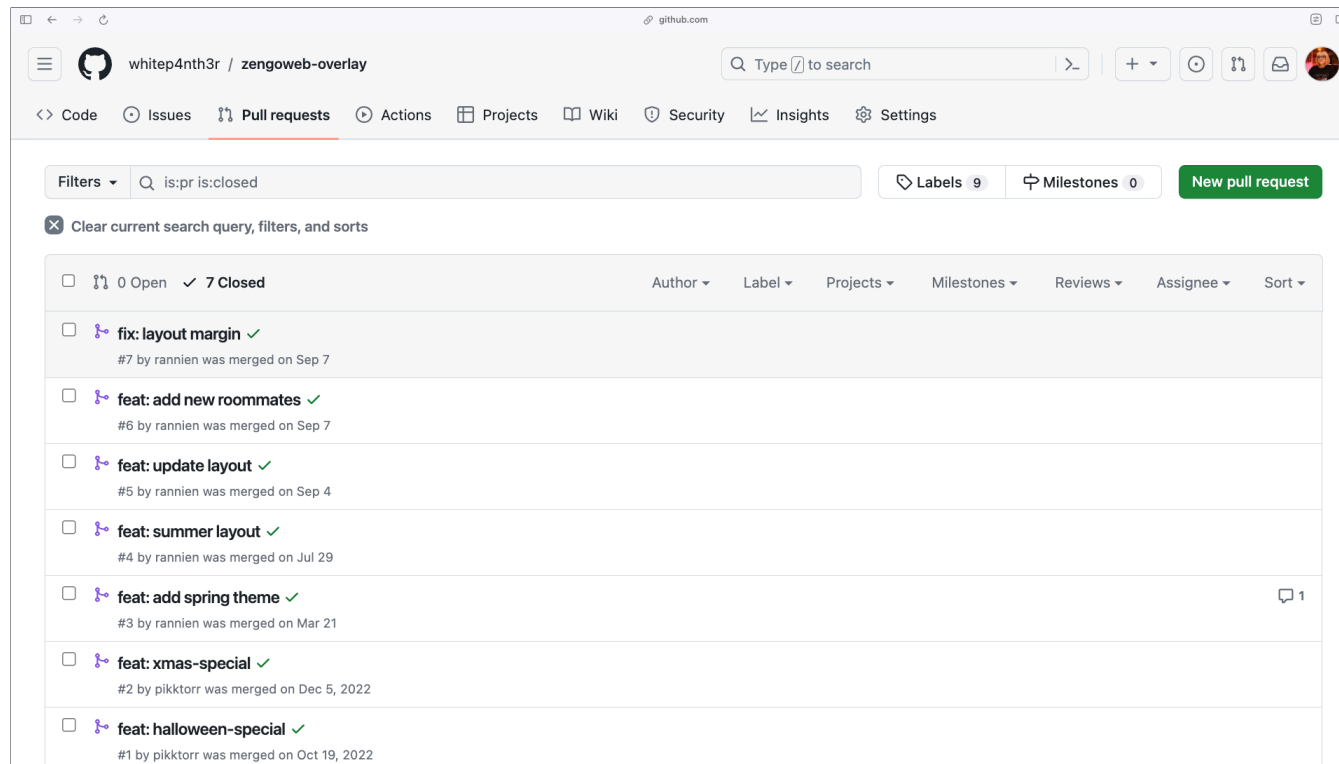 github.com
whitep4nth3r / zengoweb-overlay
Type / to search
Code Issues Pull requests Actions Projects Wiki Security Insights Settings
Filters is:pr is:closed Labels 9 Milestones 0 New pull request
Clear current search query, filters, and sorts
0 Open 7 Closed Author Label Projects Milestones Reviews Assignee Sort
fix: layout margin
#7 by rannien was merged on Sep 7
feat: add new roommates
#6 by rannien was merged on Sep 7
feat: update layout
#5 by rannien was merged on Sep 4
feat: summer layout
#4 by rannien was merged on Jul 29
feat: add spring theme 1
#3 by rannien was merged on Mar 21
feat: xmas-special
#2 by pikktorr was merged on Dec 5, 2022
feat: halloween-special
#1 by pikktorr was merged on Oct 19, 2022